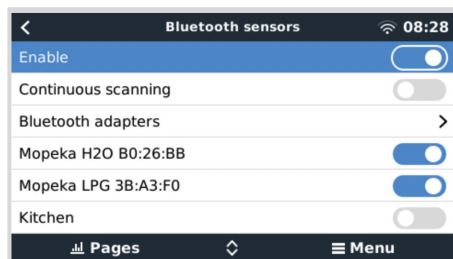 Bluetooth sensors 08:28
Enable
Continuous scanning
Bluetooth adapters
Mopeka H2O B0:26:BB
Mopeka LPG 3B:A3:F0
Kitchen
Pages Menu